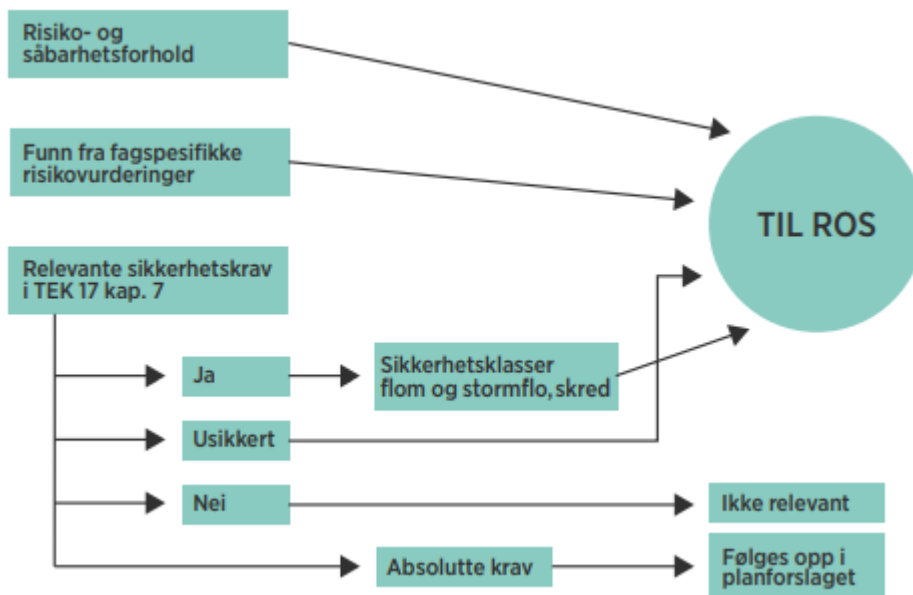 Risiko- og
såbarhetsforhold
Funn fra fagspesifikke
risikovurderinger
TIL ROS
Relevante sikkerhetskrav
i TEK 17 kap. 7
Ja
Sikkerhetsklasser
flom og stormflo, skred
Usikkert
Nei
Ikke relevant
Absolutte krav
Følges opp i
planforslaget